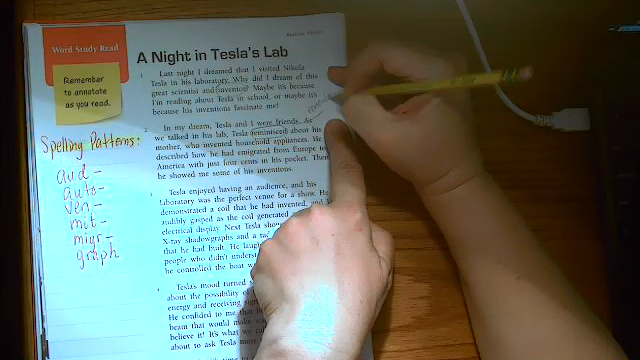 Word Study Read
A Night in Tesla's Lab
Remember
to annotate
as you read.
Spelling Patterns:
aud-
auto-
ven-
mit-
migr-
graph
1 Last night I dreamed that I visited Nikola
Tesla in his laboratory. Why did I dream of this
great scientist and inventor? Maybe it's because
I'm reading about Tesla in school, or maybe it's
because his inventions fascinate me!
2 In my dream, Tesla and I were friends. As
we talked in his lab, Tesla reminisced about his
mother, who invented household appliances. He
described how he had emigrated from Europe to
America with just four cents in his pocket. Then
he showed me some of his inventions.
3 Tesla enjoyed having an audience, and his
laboratory was the perfect venue for a show. He
demonstrated a coil that he had invented, and I
audibly gasped as the coil generated
electrical display. Next Tesla
X-ray shadowgraphs and a
that he had built. He
people who didn't
he controlled the boat
4 Tesla's mood turned
about the possibility of
energy and receiving
He confided to me that
beam that would make
believe it! It's what
about to ask Tesla more